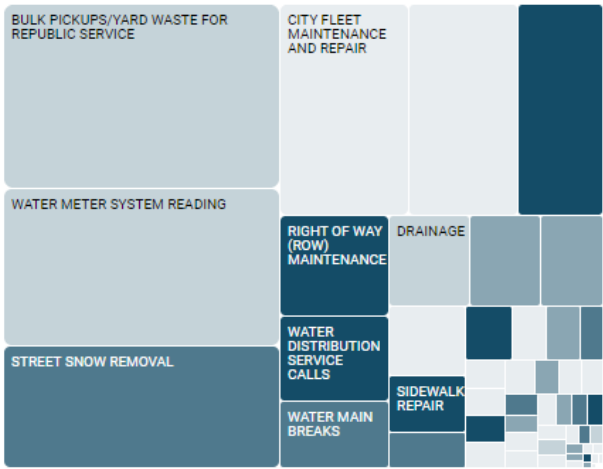 BULK PICKUPS/YARD WASTE FOR
REPUBLIC SERVICE
CITY FLEET
MAINTENANCE
AND REPAIR
WATER METER SYSTEM READING
RIGHT OF WAY
(ROW)
MAINTENANCE
DRAINAGE
WATER
DISTRIBUTION
SERVICE
CALLS
STREET SNOW REMOVAL
SIDEWALK
REPAIR
WATER MAIN
BREAKS